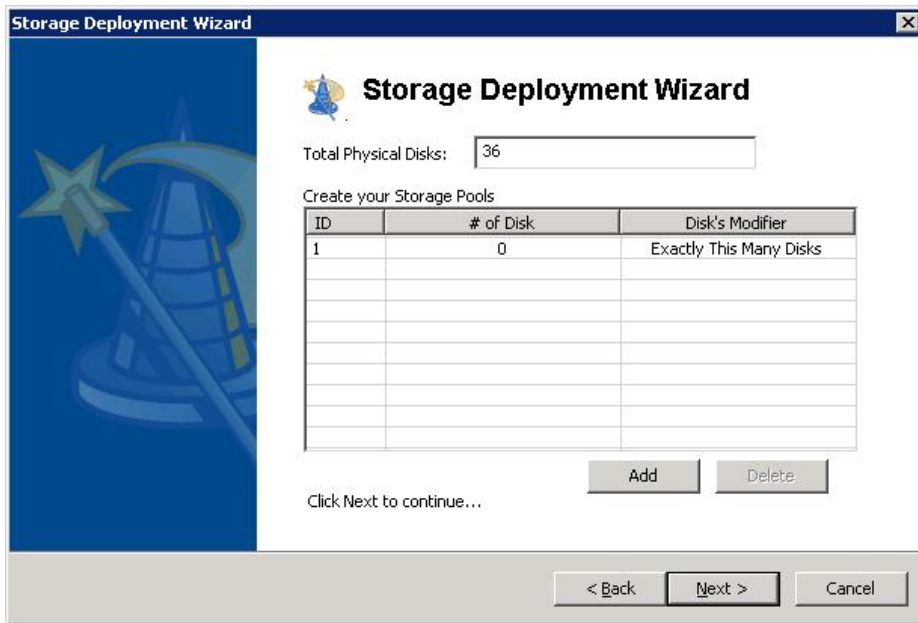 Storage Deployment Wizard
Storage Deployment Wizard
Total Physical Disks: 36
Create your Storage Pools
ID # of Disk Disk's Modifier
1 0 Exactly This Many Disks
Add Delete
Click Next to continue...
< Back Next > Cancel